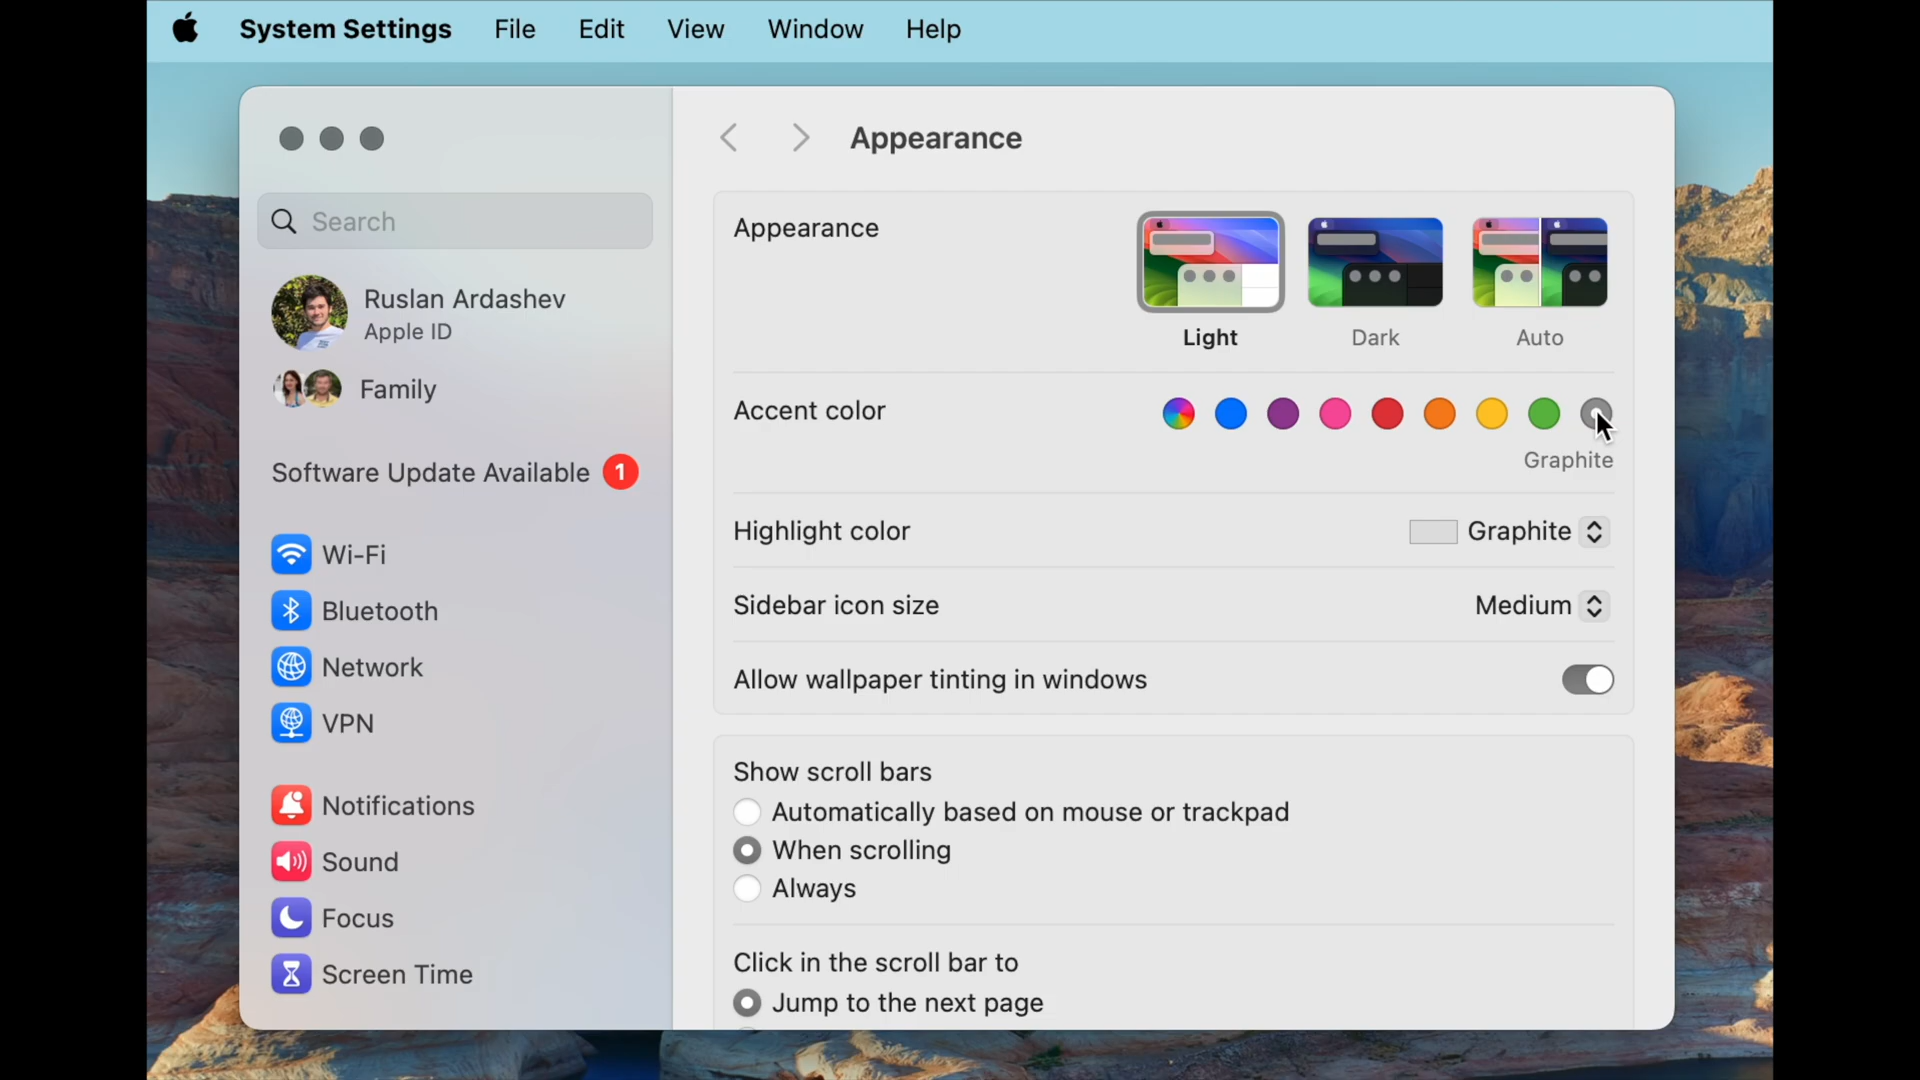 System Settings File Edit View Window Help
Appearance
Search
Ruslan Ardashev
Apple ID
Family
Software Update Available 1
Wi-Fi
Bluetooth
Network
VPN
Notifications
Sound
Focus
Screen Time
Appearance
Light Dark Auto
Accent color
Graphite
Highlight color Graphite
Sidebar icon size Medium
Allow wallpaper tinting in windows
Show scroll bars
Automatically based on mouse or trackpad
When scrolling
Always
Click in the scroll bar to
Jump to the next page